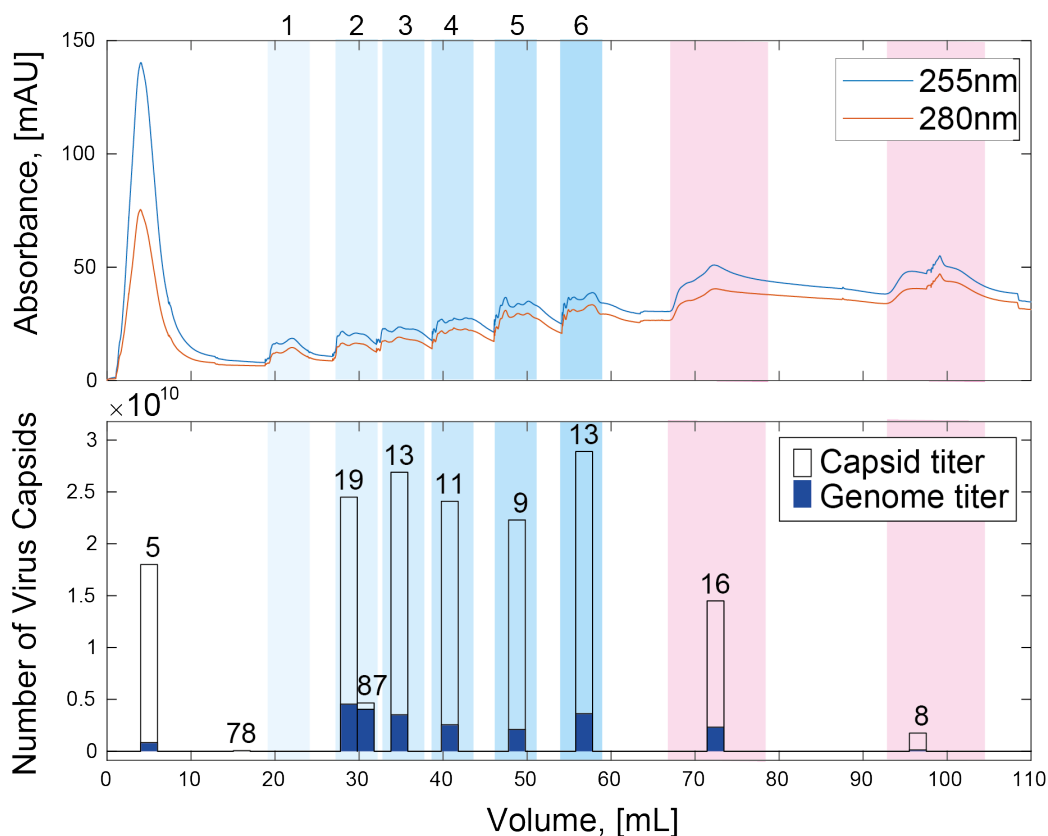 1 2 3 4 5 6
150
100
50
0
Absorbance, [mAU]
255nm
280nm
×10^10
3
2.5
2
1.5
1
0.5
0
Number of Virus Capsids
Capsid titer
Genome titer
5
78
19
87
13
11
9
13
16
8
0 10 20 30 40 50 60 70 80 90 100 110
Volume, [mL]